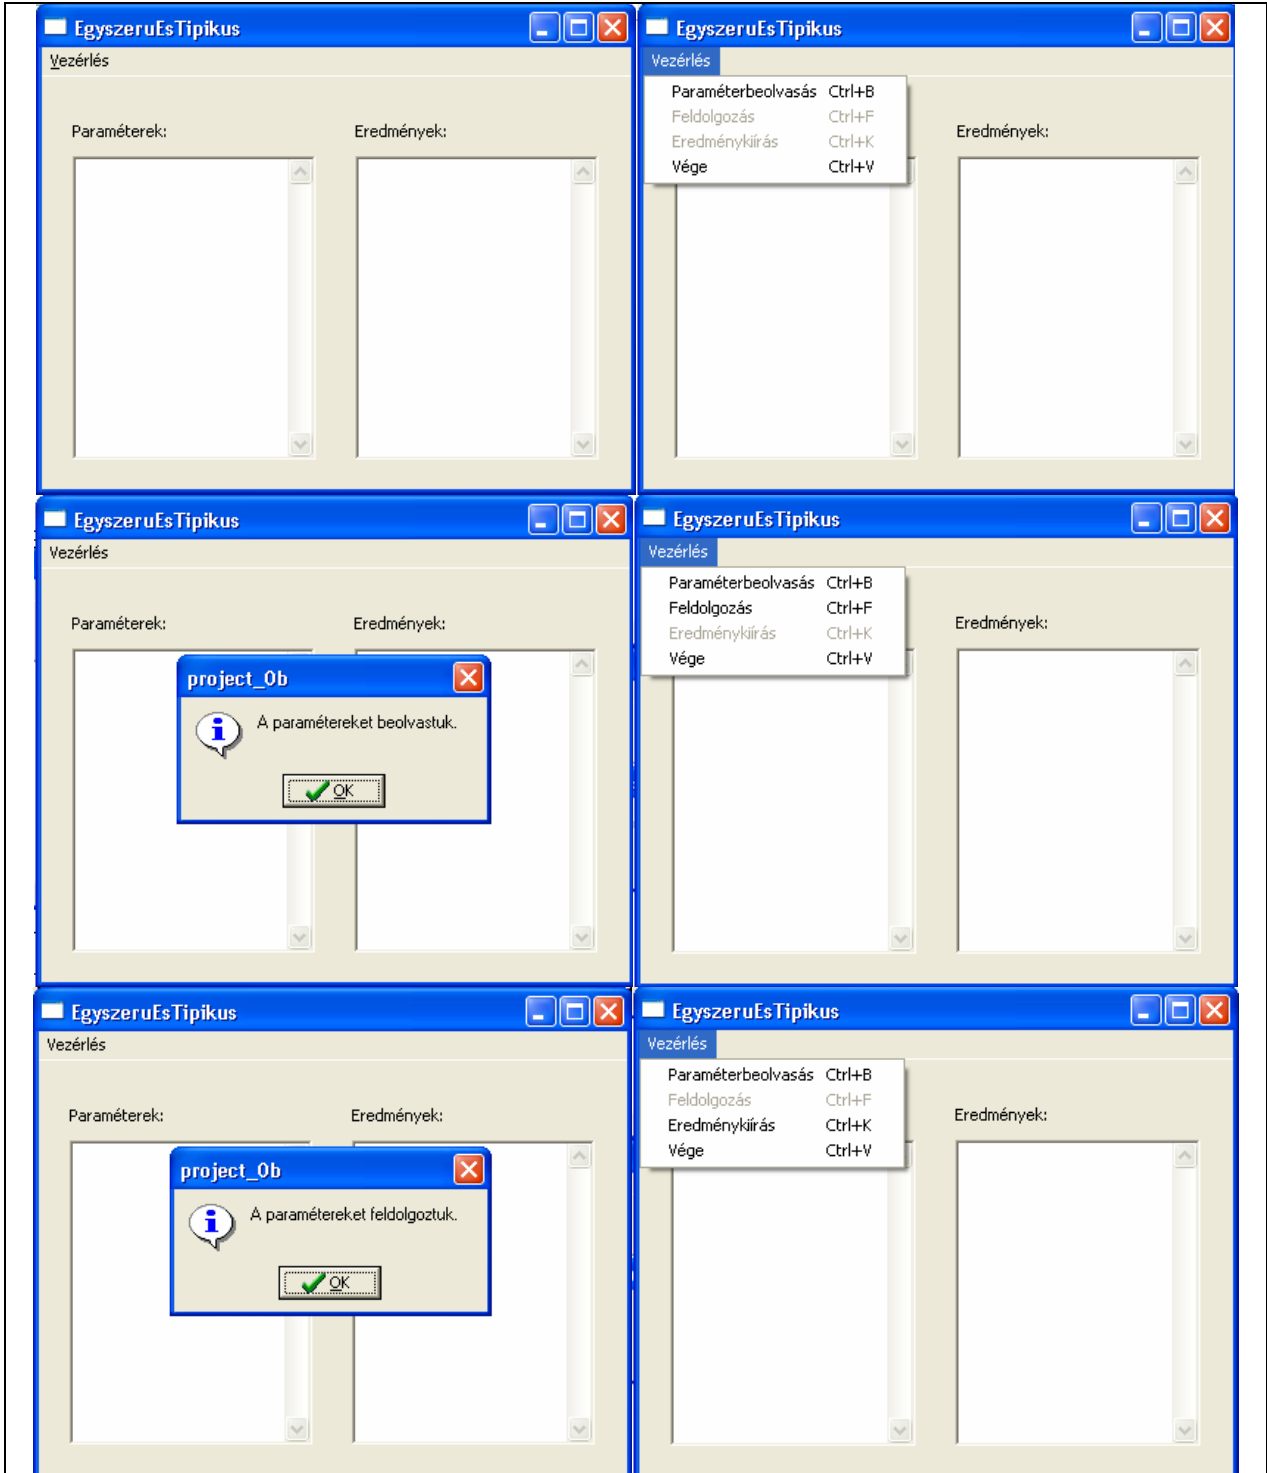 EgyszeruEsTipikus
Vezérlés
Paraméterek:
Eredmények:
EgyszeruEsTipikus
Vezérlés
Paraméterbeolvasás Ctrl+B
Feldolgozás Ctrl+F
Eredménykiírás Ctrl+K
Vége Ctrl+V
Eredmények:
EgyszeruEsTipikus
Vezérlés
Paraméterek:
Eredmények:
project_0b
A paramétereket beolvastuk.
OK
EgyszeruEsTipikus
Vezérlés
Paraméterbeolvasás Ctrl+B
Feldolgozás Ctrl+F
Eredménykiírás Ctrl+K
Vége Ctrl+V
Eredmények:
EgyszeruEsTipikus
Vezérlés
Paraméterek:
Eredmények:
project_0b
A paramétereket feldolgoztuk.
OK
EgyszeruEsTipikus
Vezérlés
Paraméterbeolvasás Ctrl+B
Feldolgozás Ctrl+F
Eredménykiírás Ctrl+K
Vége Ctrl+V
Eredmények: